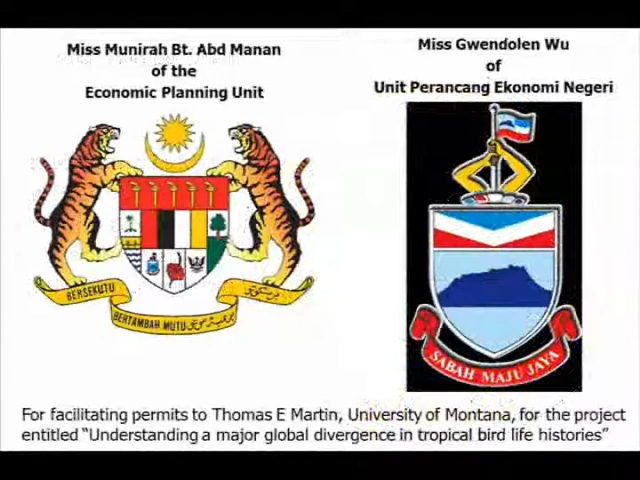 Miss Munirah Bt. Abd Manan
of the
Economic Planning Unit
Miss Gwendolen Wu
of
Unit Perancang Ekonomi Negeri
BERSEKUTU
BERTAMBAH MUTU
SABAH MAJU JAYA
For facilitating permits to Thomas E Martin, University of Montana, for the project
entitled “Understanding a major global divergence in tropical bird life histories”